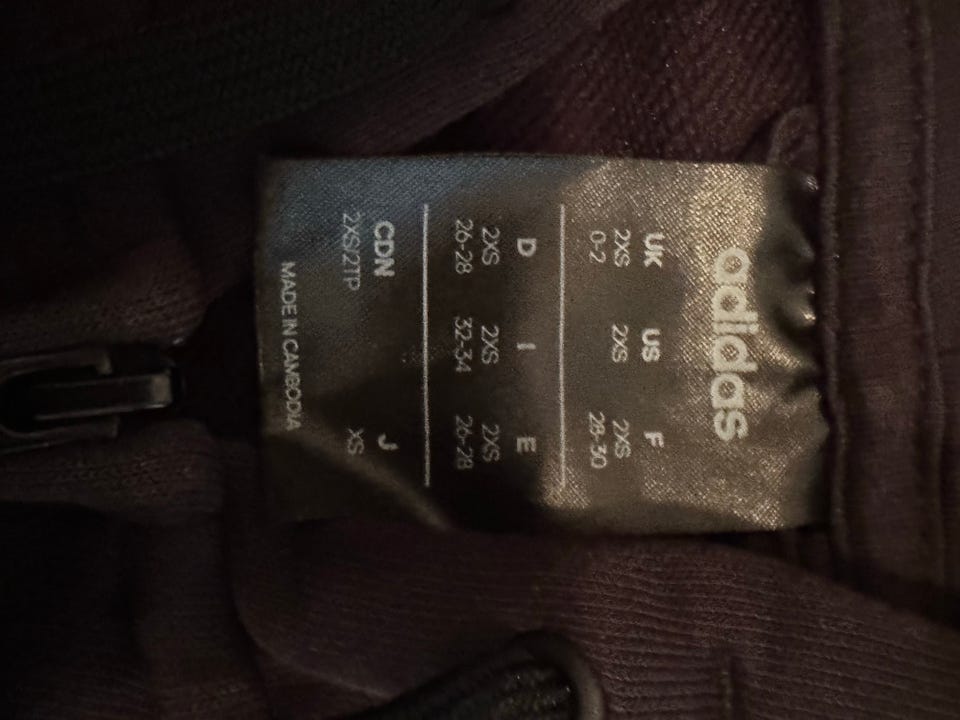 adidas
UK US F
2XS 2XS 2XS
0-2 28-30
D I E
2XS 2XS 2XS
26-28 32-34 26-28
CDN J
2XS/2TP XS
MADE IN CAMBODIA